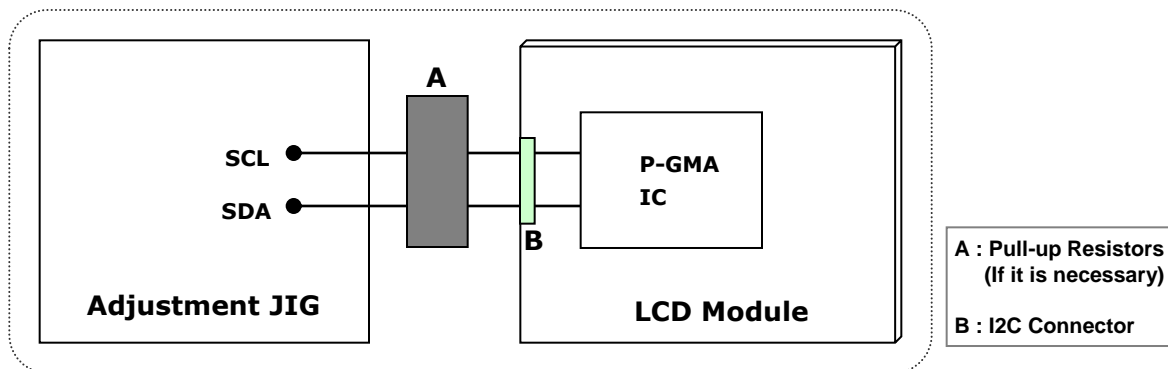 A
SCL
SDA
B
P-GMA
IC
Adjustment JIG
LCD Module
A : Pull-up Resistors
(If it is necessary)
B : I2C Connector